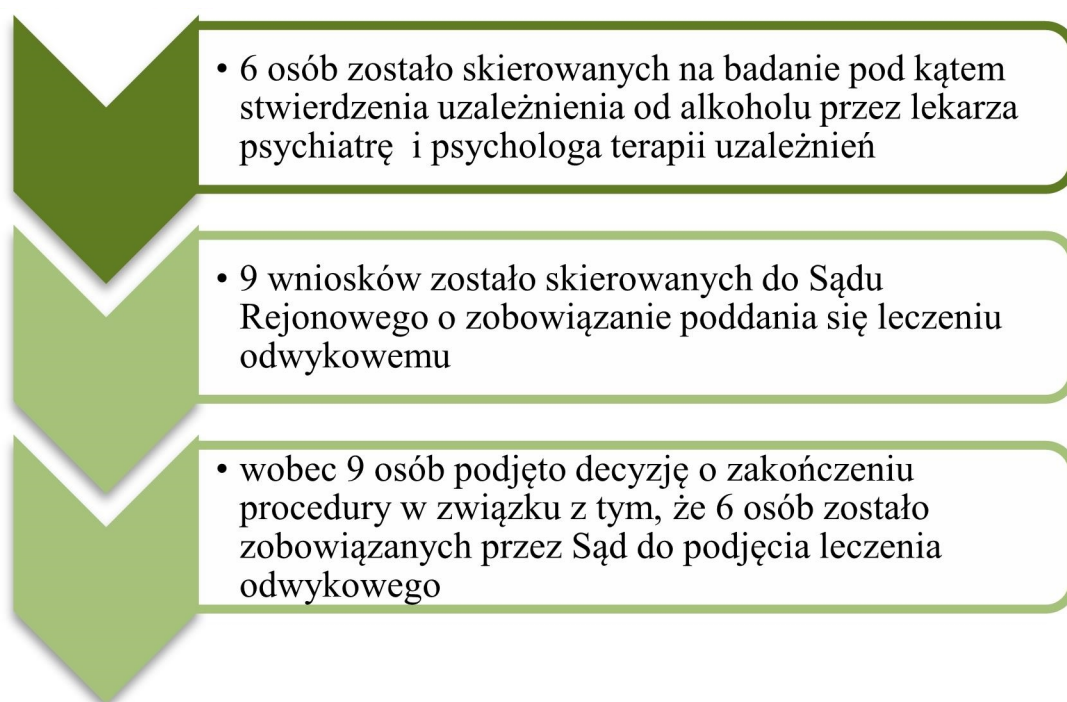 • 6 osób zostało skierowanych na badanie pod kątem
stwierdzenia uzależnienia od alkoholu przez lekarza
psychiatrę  i psychologa terapii uzależnień
• 9 wniosków zostało skierowanych do Sądu
Rejonowego o zobowiązanie poddania się leczeniu
odwykowemu
• wobec 9 osób podjęto decyzję o zakończeniu
procedury w związku z tym, że 6 osób zostało
zobowiązanych przez Sąd do podjęcia leczenia
odwykowego